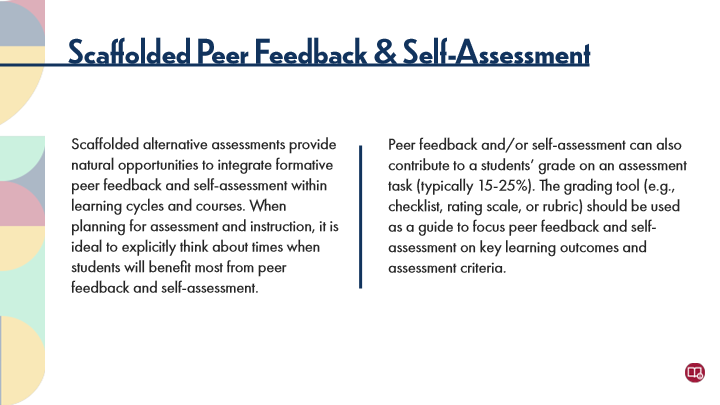 Scaffolded Peer Feedback & Self-Assessment
Scaffolded alternative assessments provide
natural opportunities to integrate formative
peer feedback and self-assessment within
learning cycles and courses. When
planning for assessment and instruction, it is
ideal to explicitly think about times when
students will benefit most from peer
feedback and self-assessment.
Peer feedback and/or self-assessment can also
contribute to a students’ grade on an assessment
task (typically 15-25%). The grading tool (e.g.,
checklist, rating scale, or rubric) should be used
as a guide to focus peer feedback and self-
assessment on key learning outcomes and
assessment criteria.